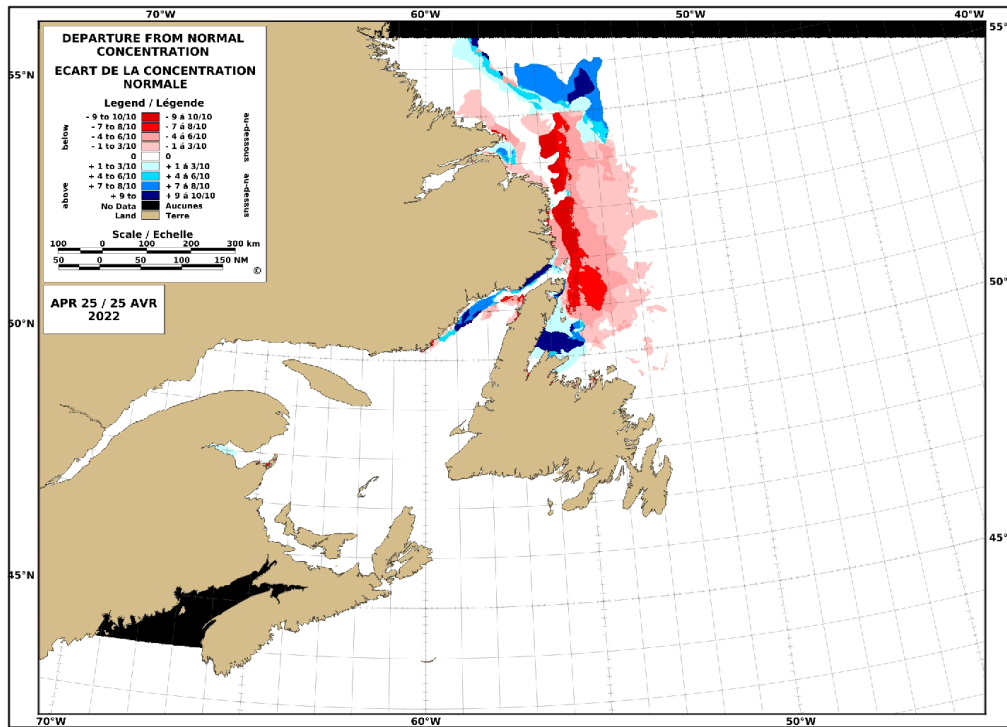 70°W 60°W 50°W 40°W
55°
DEPARTURE FROM NORMAL
CONCENTRATION
ECART DE LA CONCENTRATION
NORMALE
55°N
Legend / Légende
- 9 to 10/10 - 9 á 10/10
- 7 to 8/10 - 7 á 8/10
- 4 to 6/10 - 4 á 6/10
- 1 to 3/10 - 1 á 3/10
0 0
+ 1 to 3/10 + 1 á 3/10
+ 4 to 6/10 + 4 á 6/10
+ 7 to 8/10 + 7 á 8/10
+ 9 to + 9 á 10/10
No Data Aucunes
Land Terre
below
above
au-dessous
au-dessus
Scale / Echelle
100 0 100 200 300 km
50 0 50 100 150 NM
©
50°
APR 25 / 25 AVR
2022
50°N
45°
45°N
70°W 60°W 50°W